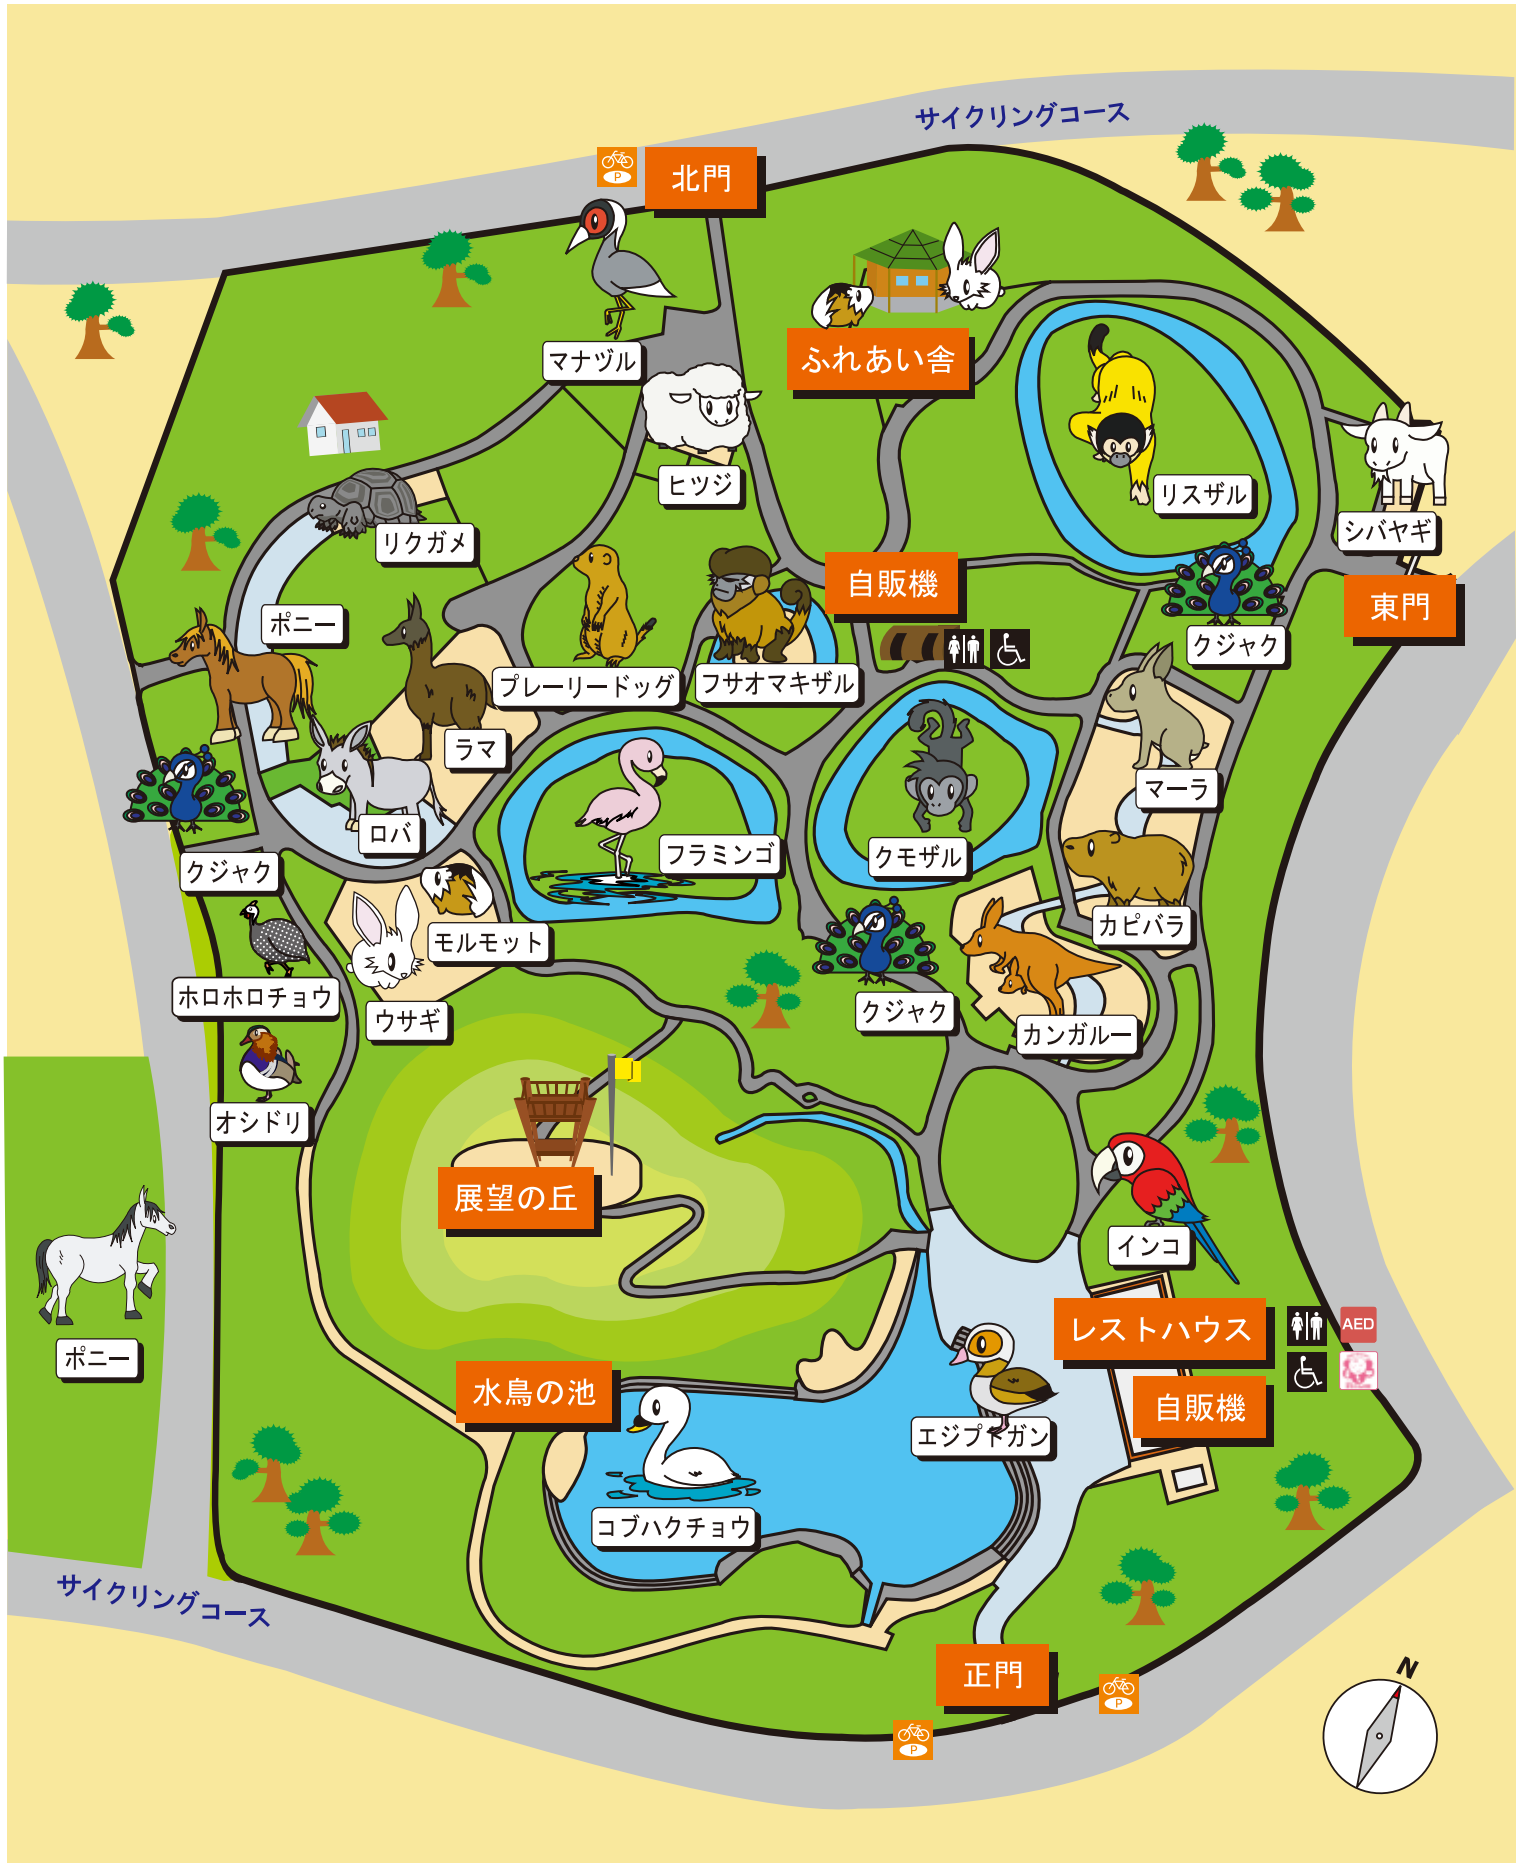 サイクリングコース
P
北門
マナヅル
ふれあい舎
ヒツジ
リスザル
シバヤギ
リクガメ
自販機
東門
ポニー
クジャク
プレーリードッグ
フサオマキザル
ラマ
マーラ
ロバ
フラミンゴ
クモザル
クジャク
カピバラ
モルモット
ホロホロチョウ
ウサギ
クジャク
カンガルー
オシドリ
展望の丘
インコ
レストハウス
AED
ポニー
水鳥の池
自販機
エジプトガン
コブハクチョウ
サイクリングコース
正門
P
P
N